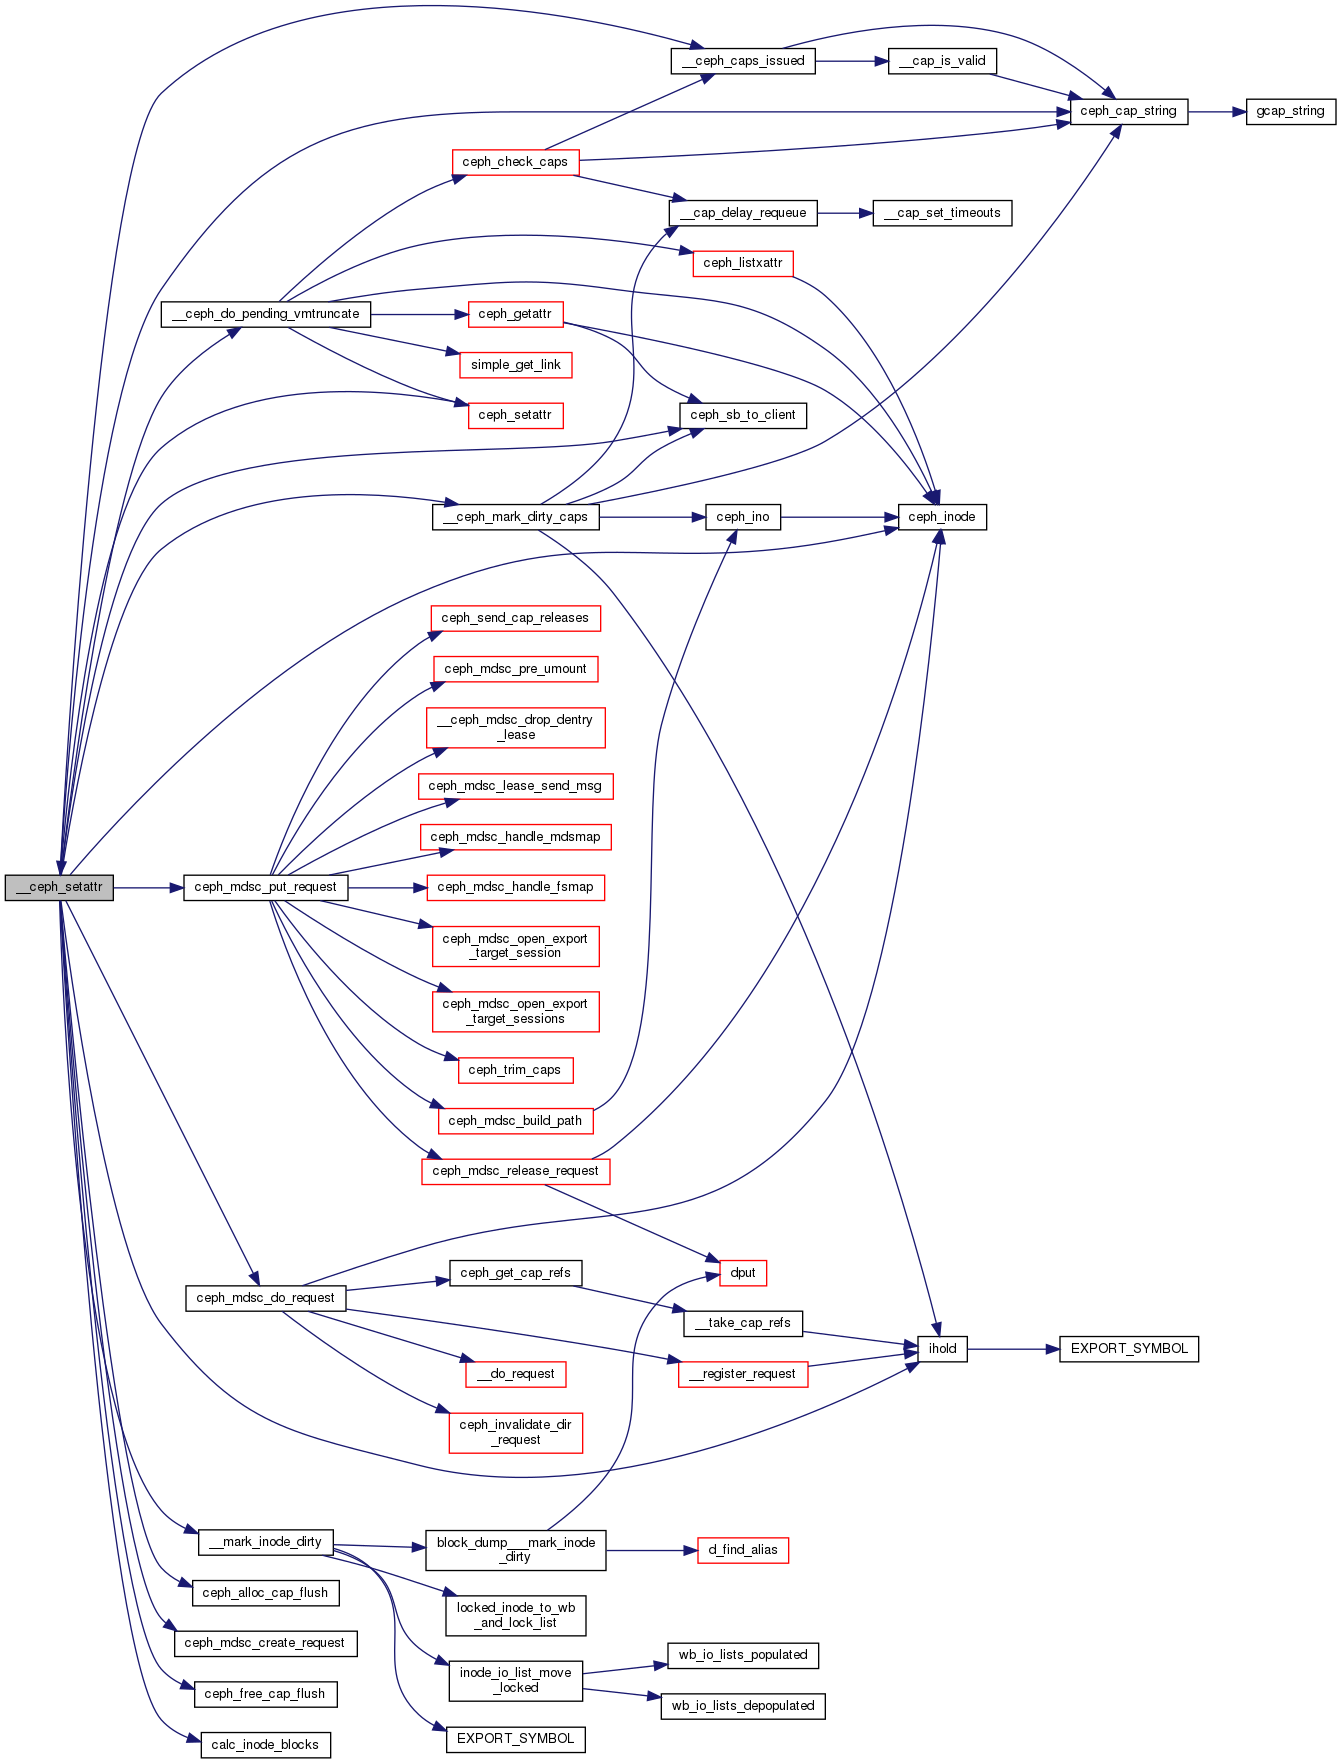 __ceph_caps_issued
__cap_is_valid
ceph_cap_string
gcap_string
ceph_check_caps
__cap_delay_requeue
__cap_set_timeouts
ceph_listxattr
__ceph_do_pending_vmtruncate
ceph_getattr
simple_get_link
ceph_setattr
ceph_sb_to_client
__ceph_mark_dirty_caps
ceph_ino
ceph_inode
ceph_send_cap_releases
ceph_mdsc_pre_umount
__ceph_mdsc_drop_dentry
_lease
ceph_mdsc_lease_send_msg
ceph_mdsc_handle_mdsmap
__ceph_setattr
ceph_mdsc_put_request
ceph_mdsc_handle_fsmap
ceph_mdsc_open_export
_target_session
ceph_mdsc_open_export
_target_sessions
ceph_trim_caps
ceph_mdsc_build_path
ceph_mdsc_release_request
dput
ceph_get_cap_refs
ceph_mdsc_do_request
__take_cap_refs
ihold
EXPORT_SYMBOL
__do_request
__register_request
ceph_invalidate_dir
_request
__mark_inode_dirty
block_dump___mark_inode
_dirty
d_find_alias
ceph_alloc_cap_flush
locked_inode_to_wb
_and_lock_list
ceph_mdsc_create_request
wb_io_lists_populated
inode_io_list_move
_locked
ceph_free_cap_flush
wb_io_lists_depopulated
calc_inode_blocks
EXPORT_SYMBOL